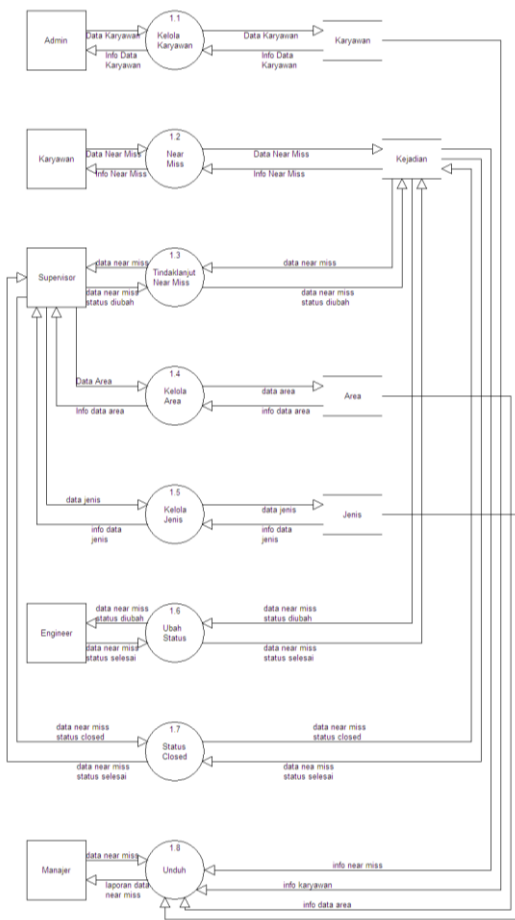 1.1
Admin
Data Karyawan
Info Data
Karyawan
Kelola
Karyawan
Data Karyawan
Info Data
Karyawan
Karyawan
1.2
Karyawan
Data Near Miss
Info Near Miss
Near
Miss
Data Near Miss
Info Near Miss
Kejadian
1.3
Supenisor
data near miss
data near miss
status diubah
Tindaklanjut
Near Miss
data near miss
data near miss
status diubah
1.4
Data Area
Info data area
Kelola
Area
data area
info data area
Area
1.5
data jenis
info data
jenis
Kelola
Jenis
data jenis
info data
jenis
Jenis
1.6
Engineer
data near miss
status diubah
data near miss
status selesai
Ubah
Status
data near miss
status diubah
data near miss
status selesai
1.7
data near miss
status closed
data near miss
status selesai
Status
Closed
data near miss
status closed
data nea miss
status selesai
1.8
Manajer
data near miss
laporan data
near miss
Unduh
info near miss
info karyawan
info data area